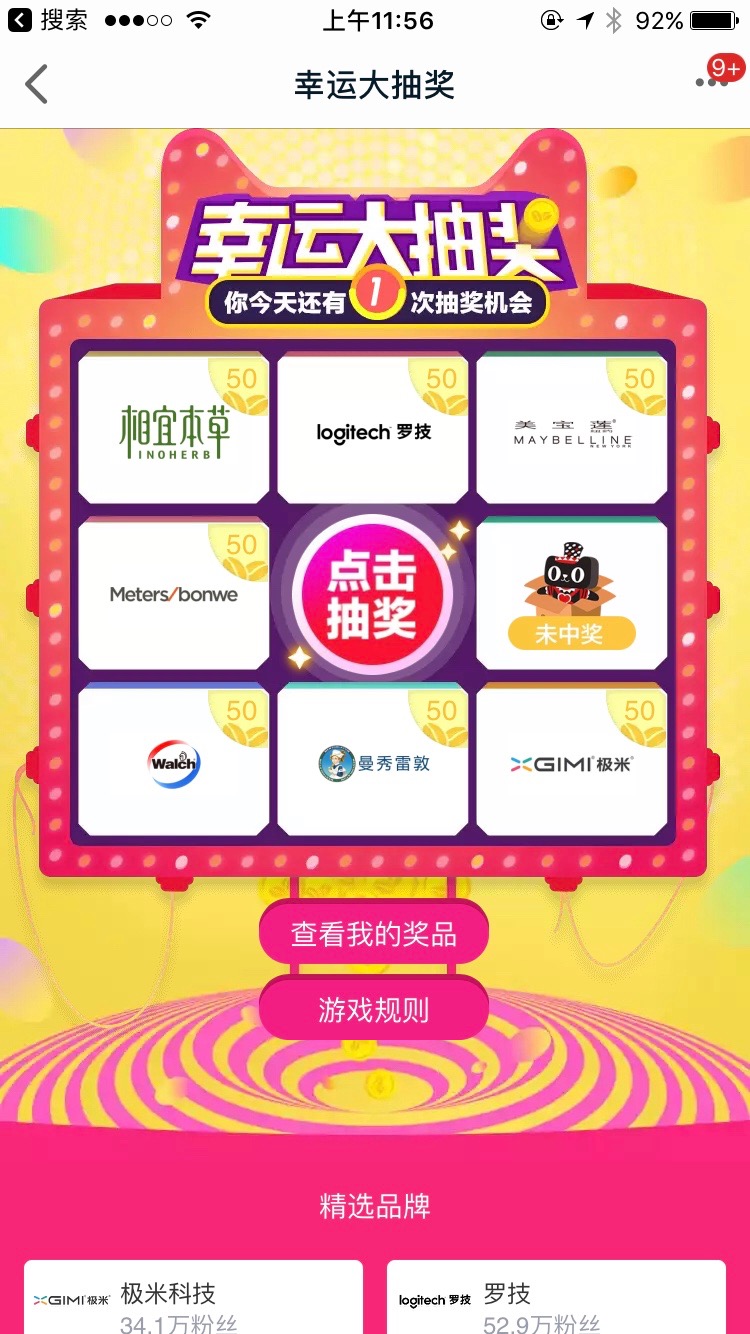 搜索 上午11:56 92%
幸运大抽奖
9+
幸运大抽奖
你今天还有1次抽奖机会
50 50 50
相宜本草 logetech 罗技 美宝莲
INOHERB MAYBELLINE
NEW YORK
50
Meters/bonwe
点击
抽奖
未中奖
50 50 50
Walch 曼秀雷敦 XGIMI 极米
查看我的奖品
游戏规则
精选品牌
XGIMI 极米 极米科技 logitech 罗技 罗技
34.1万粉丝 52.9万粉丝